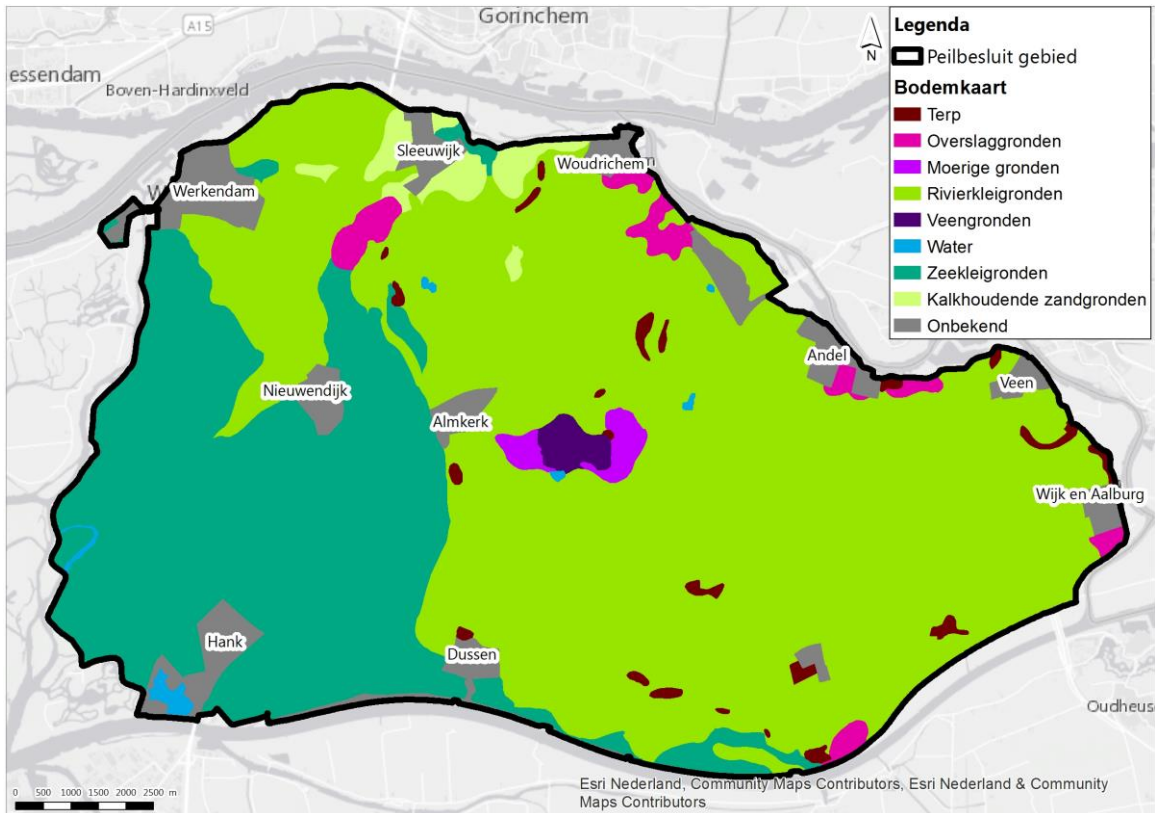 Gorinchem
A15
essendam
Boven-Hardinxveld
N
Legenda
Peilbesluit gebied
Bodemkaart
Terp
Overslaggronden
Moerige gronden
Rivierkleigronden
Veengronden
Water
Zeekleigronden
Kalkhoudende zandgronden
Onbekend
Sleeuwijk
Woudrichem
Werkendam
Andel
Veen
Nieuwendijk
Almkerk
Wijk en Aalburg
Hank
Dussen
Oudheus
Esri Nederland, Community Maps Contributors, Esri Nederland & Community
Maps Contributors
0 500 1000 1500 2000 2500 m